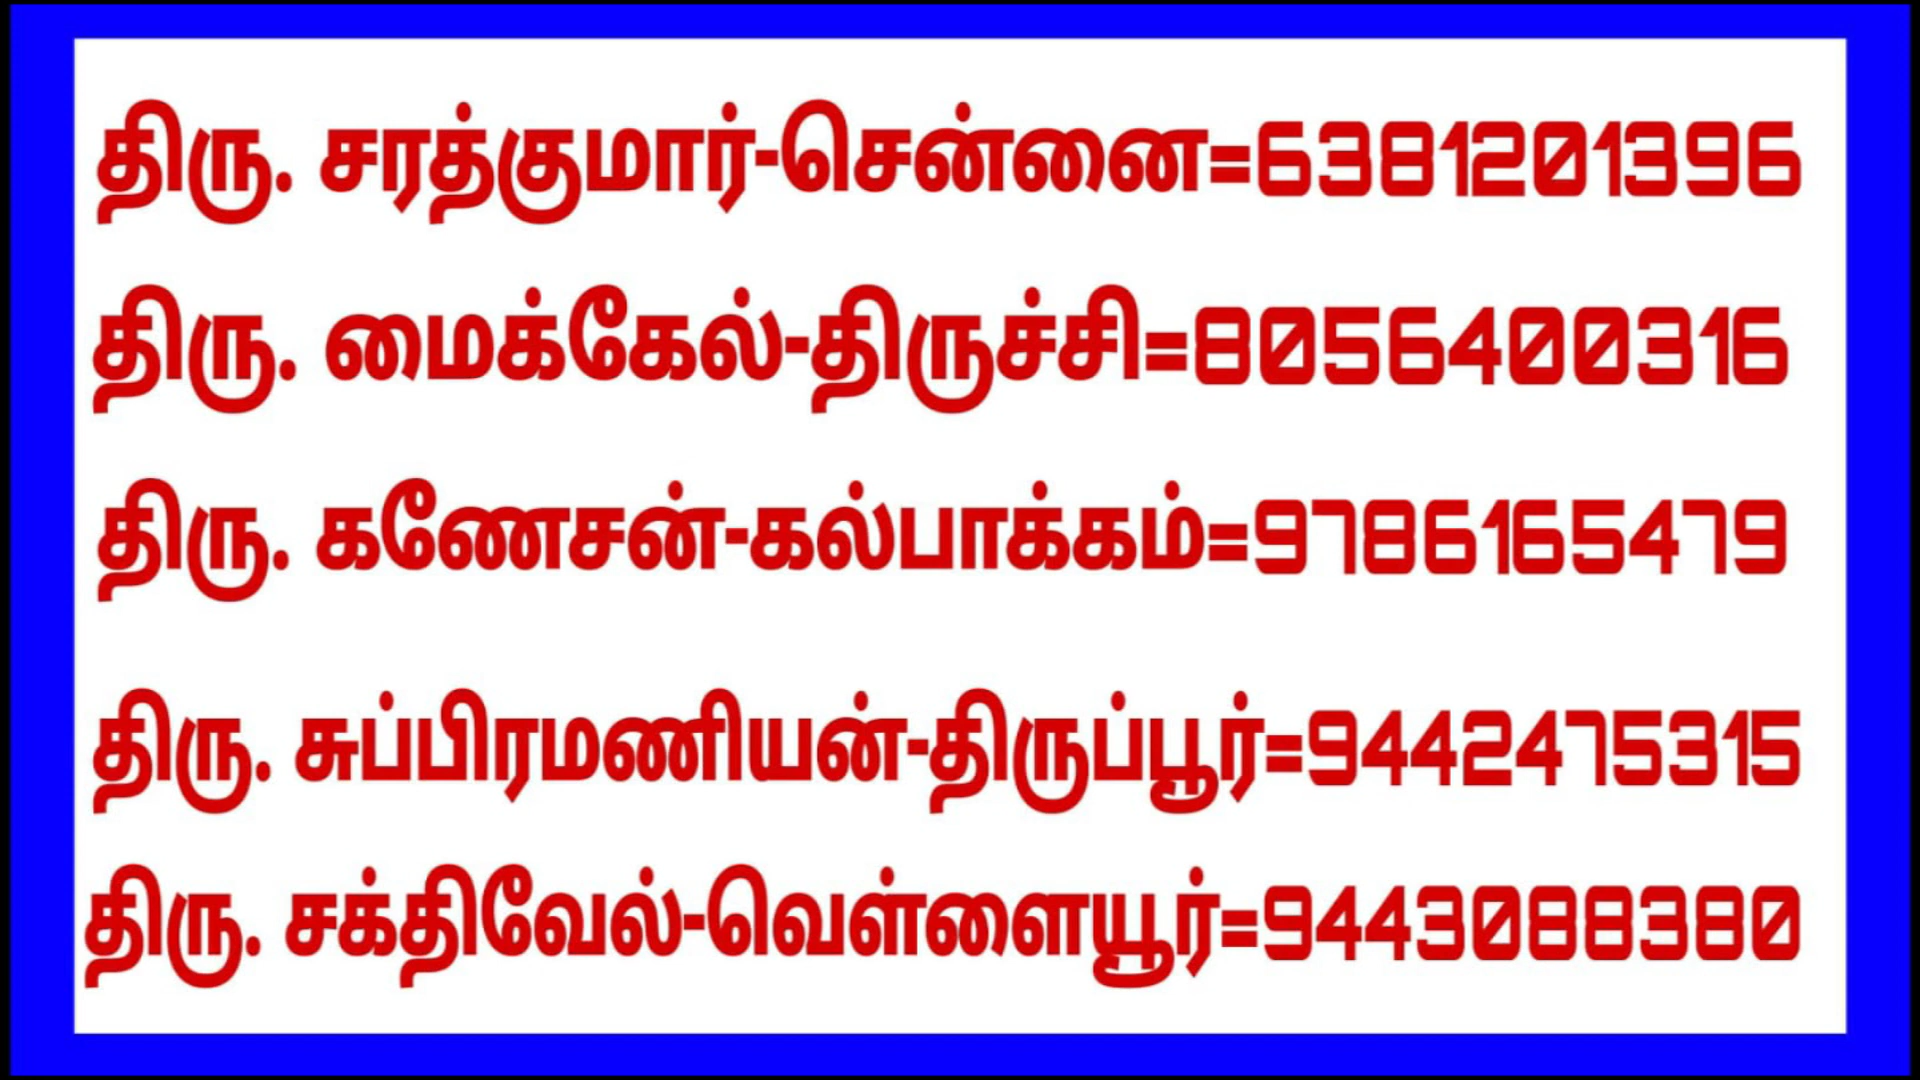 திரு. சரத்குமார்-சென்னை=6381201396
திரு. மைக்கேல்-திருச்சி=8056400316
திரு. கணேசன்-கல்பாக்கம்=9786165479
திரு. சுப்பிரமணியன்-திருப்பூர்=9442475315
திரு. சக்திவேல்-வெள்ளையூர்=9443088380